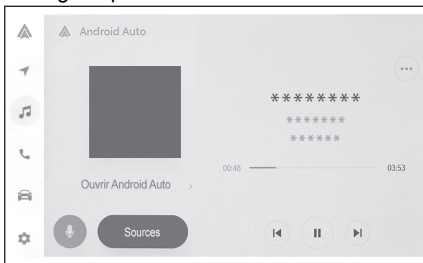 Android Auto
********
*******
******
00:48
03:53
Ouvrir Android Auto >
Sources